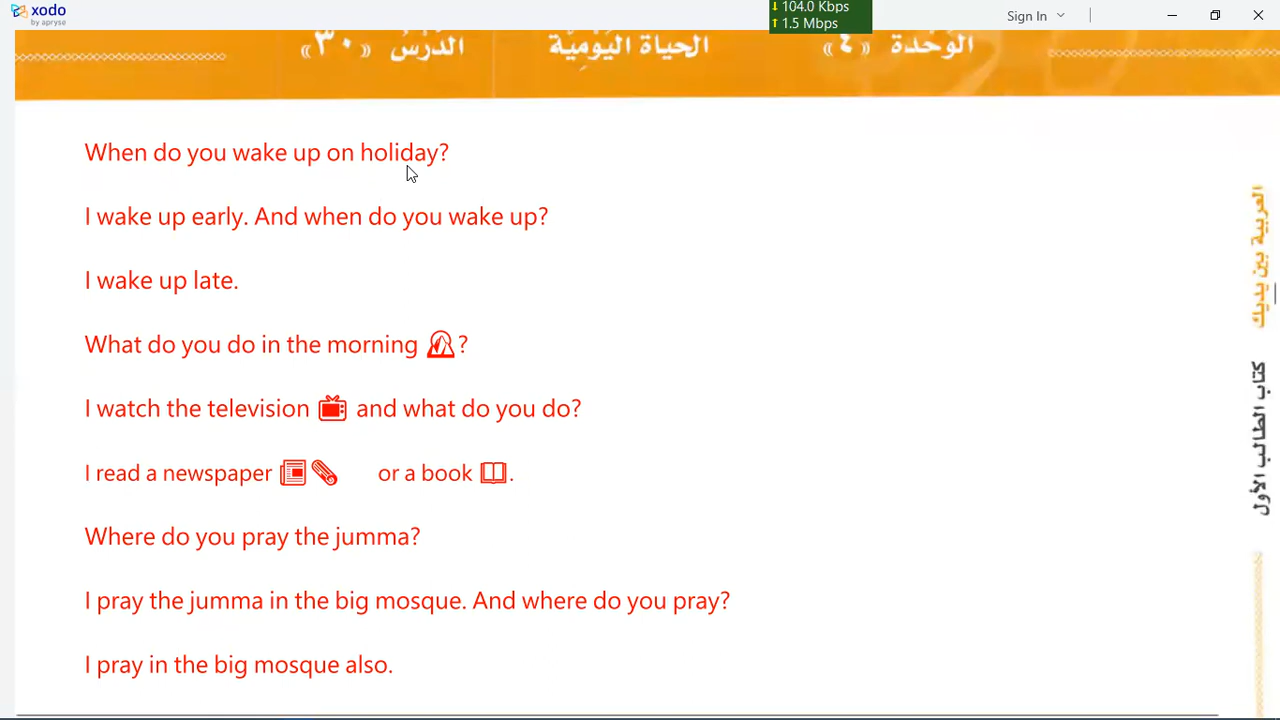 xodo
by apryse
↓ 104.0 Kbps
↑ 1.5 Mbps
Sign In
الوَحْدة «٤» الحياة اليَوْمِيَّة الدَّرْسُ «٣٠»
When do you wake up on holiday?
I wake up early. And when do you wake up?
I wake up late.
What do you do in the morning ?
I watch the television and what do you do?
I read a newspaper or a book .
Where do you pray the jumma?
I pray the jumma in the big mosque. And where do you pray?
I pray in the big mosque also.
العربية بين يديك
كتاب الطالب الأول